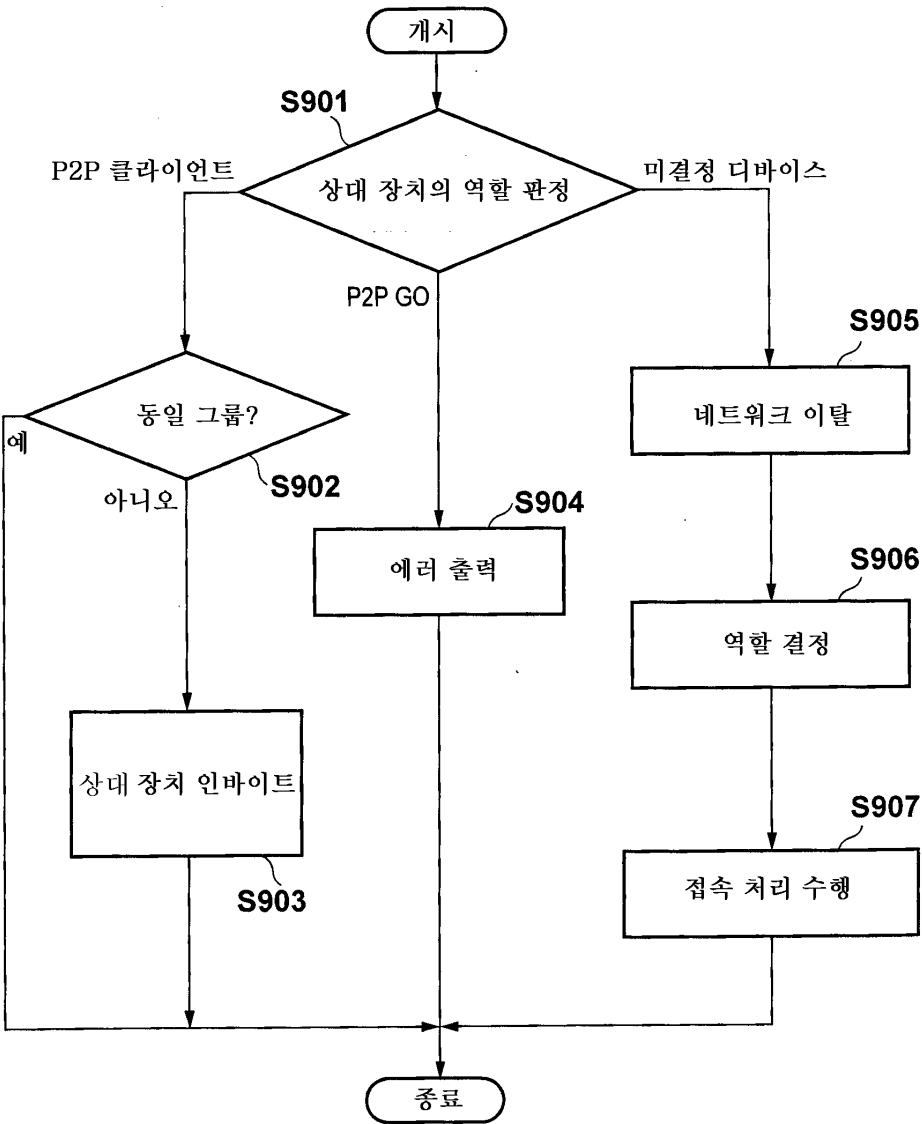 개시
S901
P2P 클라이언트
상대 장치의 역할 판정
미결정 디바이스
P2P GO
S905
동일 그룹?
네트워크 이탈
예
S902
아니오
S904
에러 출력
S906
역할 결정
상대 장치 인바이트
S907
접속 처리 수행
S903
종료